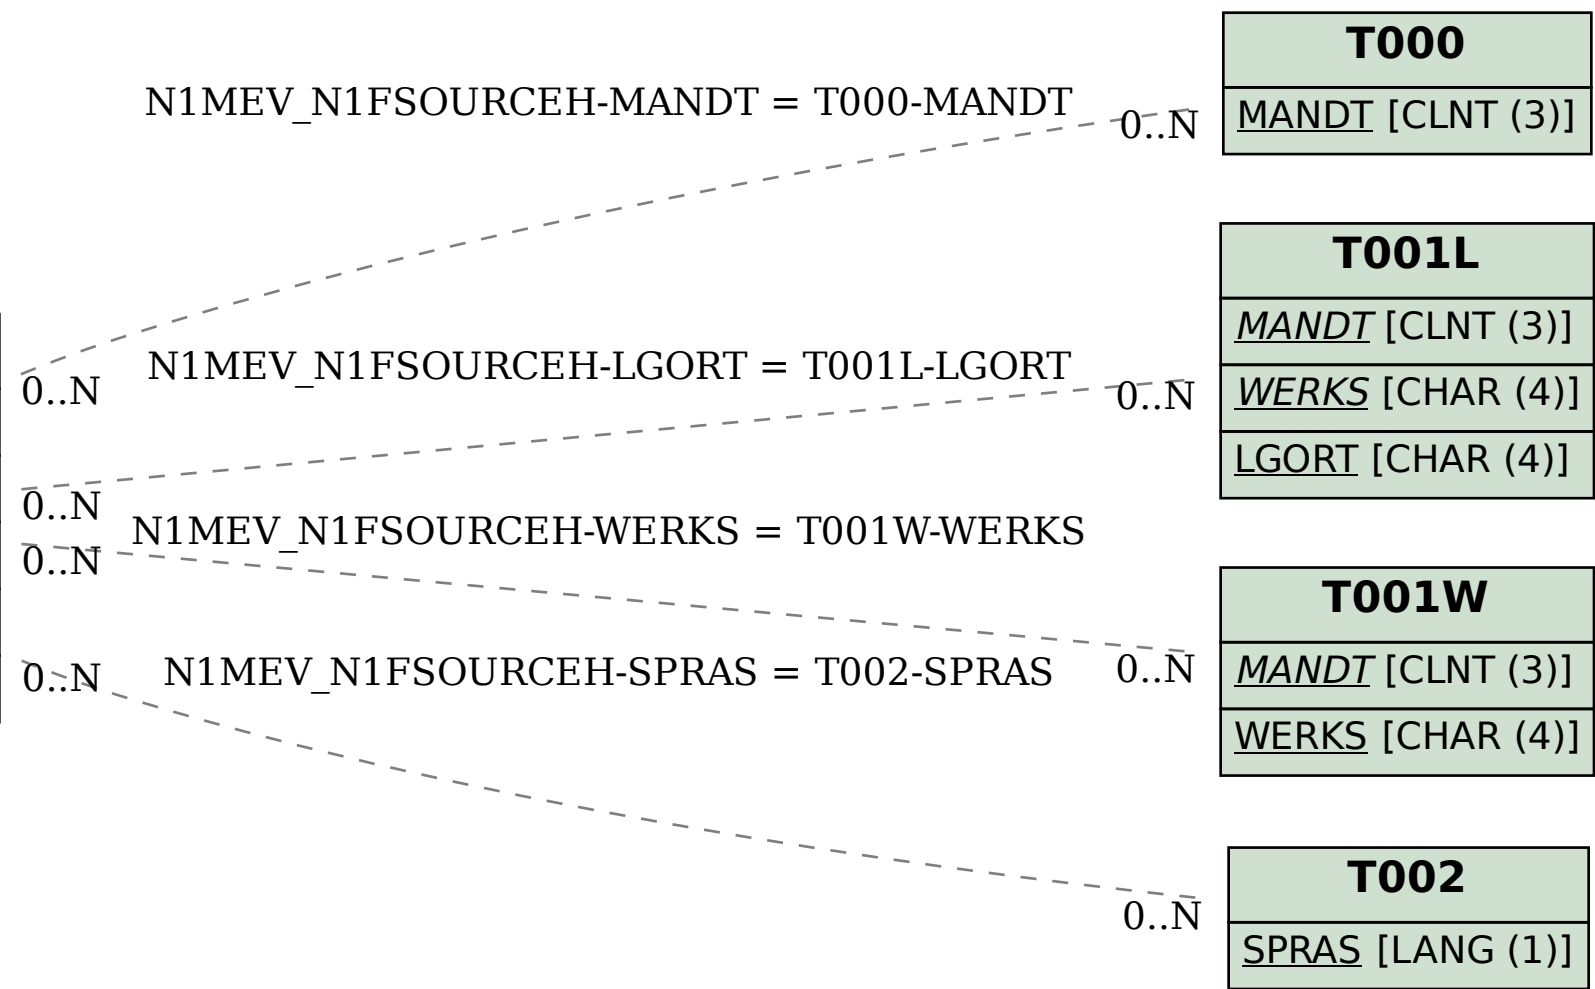 T000
MANDT [CLNT (3)]
N1MEV_N1FSOURCEH-MANDT = T000-MANDT
0..N
T001L
MANDT [CLNT (3)]
WERKS [CHAR (4)]
LGORT [CHAR (4)]
N1MEV_N1FSOURCEH-LGORT = T001L-LGORT
0..N
0..N
0..N
N1MEV_N1FSOURCEH-WERKS = T001W-WERKS
0..N
T001W
MANDT [CLNT (3)]
WERKS [CHAR (4)]
0..N
N1MEV_N1FSOURCEH-SPRAS = T002-SPRAS
0..N
T002
SPRAS [LANG (1)]
0..N